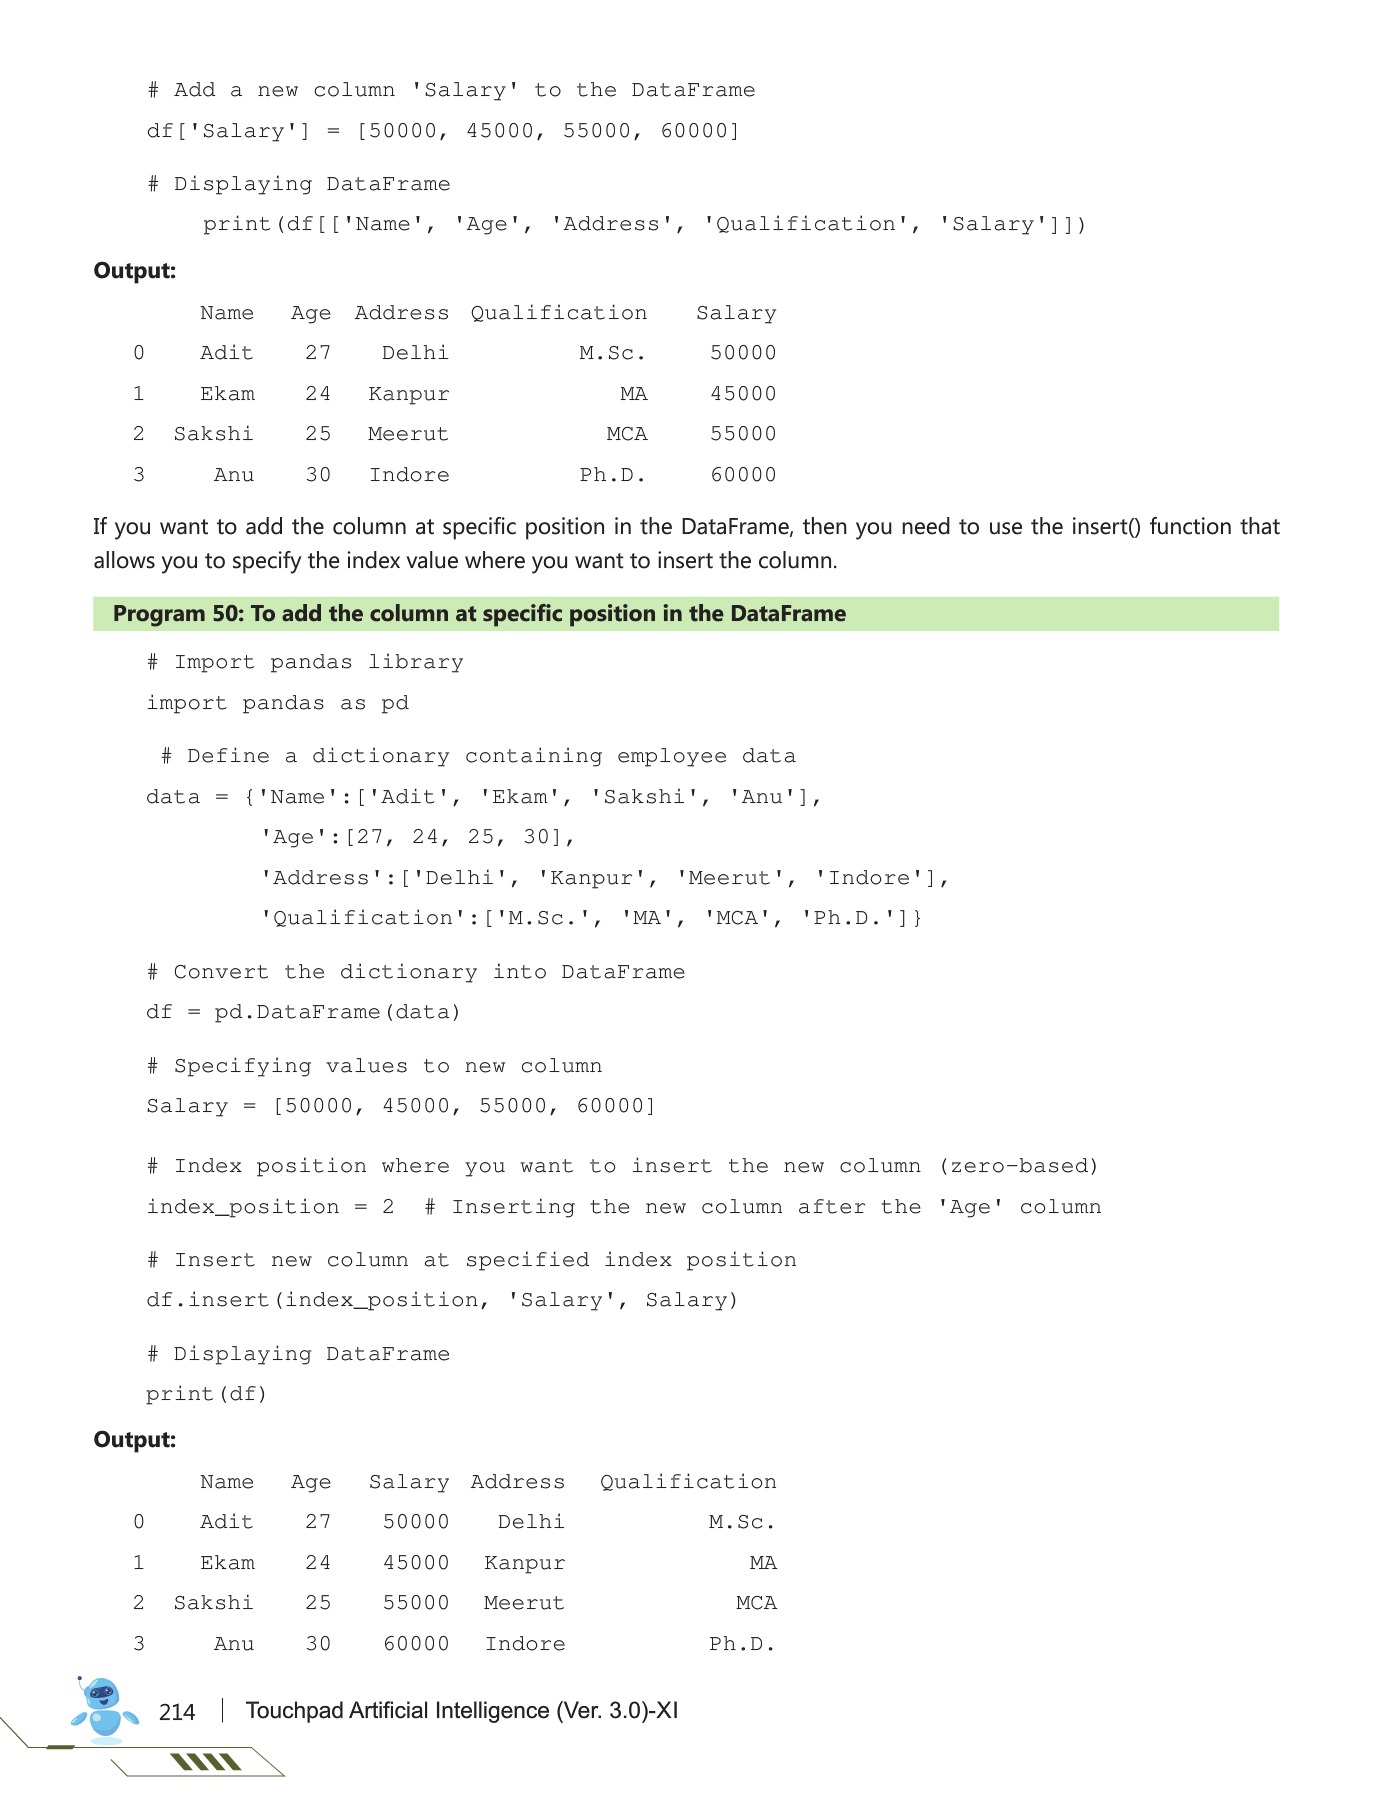 # Add a new column 'Salary' to the DataFrame
df['Salary'] = [50000, 45000, 55000, 60000]
# Displaying DataFrame
print(df[['Name', 'Age', 'Address', 'Qualification', 'Salary']])
Output:
Name Age Address Qualification Salary
0 Adit 27 Delhi M.Sc. 50000
1 Ekam 24 Kanpur MA 45000
2 Sakshi 25 Meerut MCA 55000
3 Anu 30 Indore Ph.D. 60000
If you want to add the column at specific position in the DataFrame, then you need to use the insert() function that
allows you to specify the index value where you want to insert the column.
Program 50: To add the column at specific position in the DataFrame
# Import pandas library
import pandas as pd
# Define a dictionary containing employee data
data = {'Name':['Adit', 'Ekam', 'Sakshi', 'Anu'],
'Age':[27, 24, 25, 30],
'Address':['Delhi', 'Kanpur', 'Meerut', 'Indore'],
'Qualification':['M.Sc.', 'MA', 'MCA', 'Ph.D.']}
# Convert the dictionary into DataFrame
df = pd.DataFrame(data)
# Specifying values to new column
Salary = [50000, 45000, 55000, 60000]
# Index position where you want to insert the new column (zero-based)
index_position = 2 # Inserting the new column after the 'Age' column
# Insert new column at specified index position
df.insert(index_position, 'Salary', Salary)
# Displaying DataFrame
print(df)
Output:
Name Age Salary Address Qualification
0 Adit 27 50000 Delhi M.Sc.
1 Ekam 24 45000 Kanpur MA
2 Sakshi 25 55000 Meerut MCA
3 Anu 30 60000 Indore Ph.D.
214 | Touchpad Artificial Intelligence (Ver. 3.0)-XI